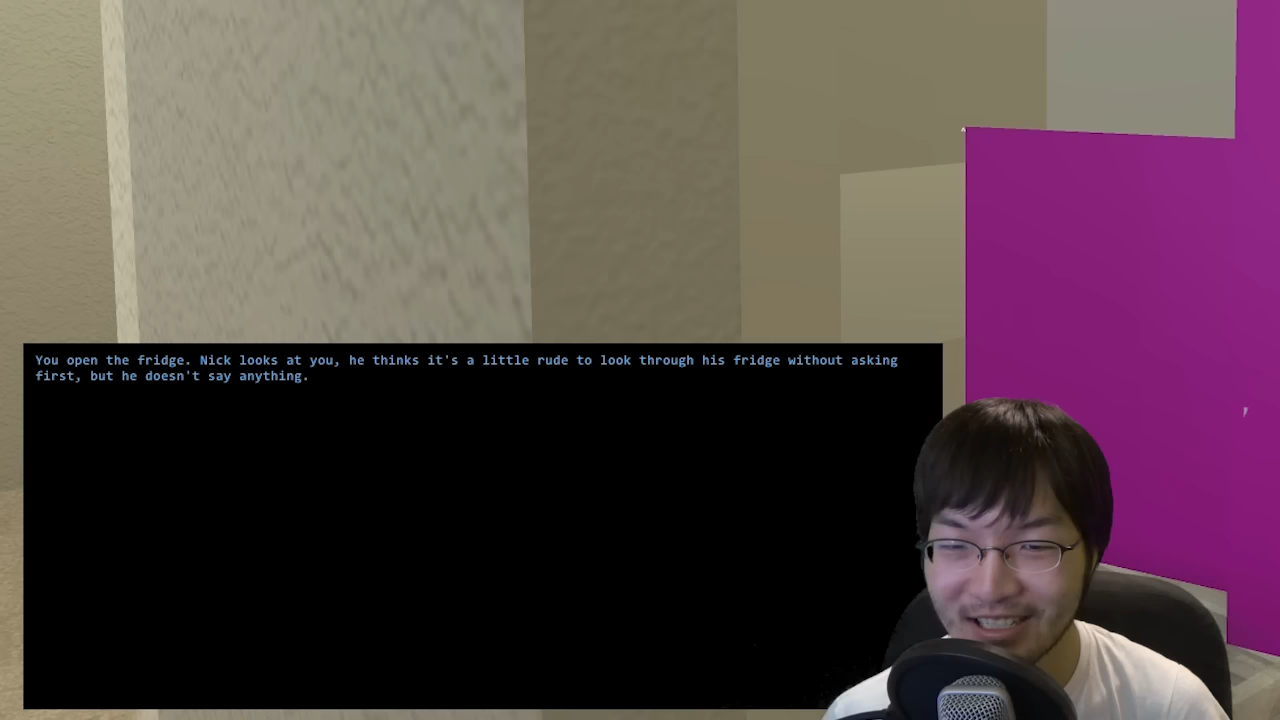 You open the fridge. Nick looks at you, he thinks it's a little rude to look through his fridge without asking
first, but he doesn't say anything.